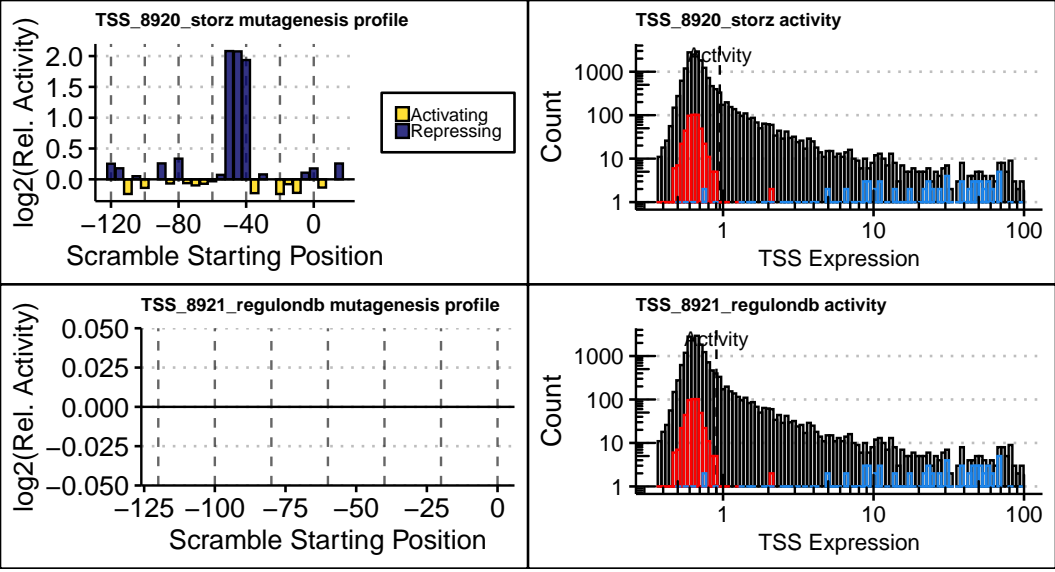 TSS_8920_storz mutagenesis profile
log2(Rel. Activity)
2.0
1.5
1.0
0.5
0.0
−120 −80 −40 0
Scramble Starting Position
Activating
Repressing
TSS_8920_storz activity
Activity
Count
1000
100
10
1
1 10 100
TSS Expression
TSS_8921_regulondb mutagenesis profile
log2(Rel. Activity)
0.050
0.025
0.000
−0.025
−0.050
−125 −100 −75 −50 −25 0
Scramble Starting Position
TSS_8921_regulondb activity
Activity
Count
1000
100
10
1
1 10 100
TSS Expression